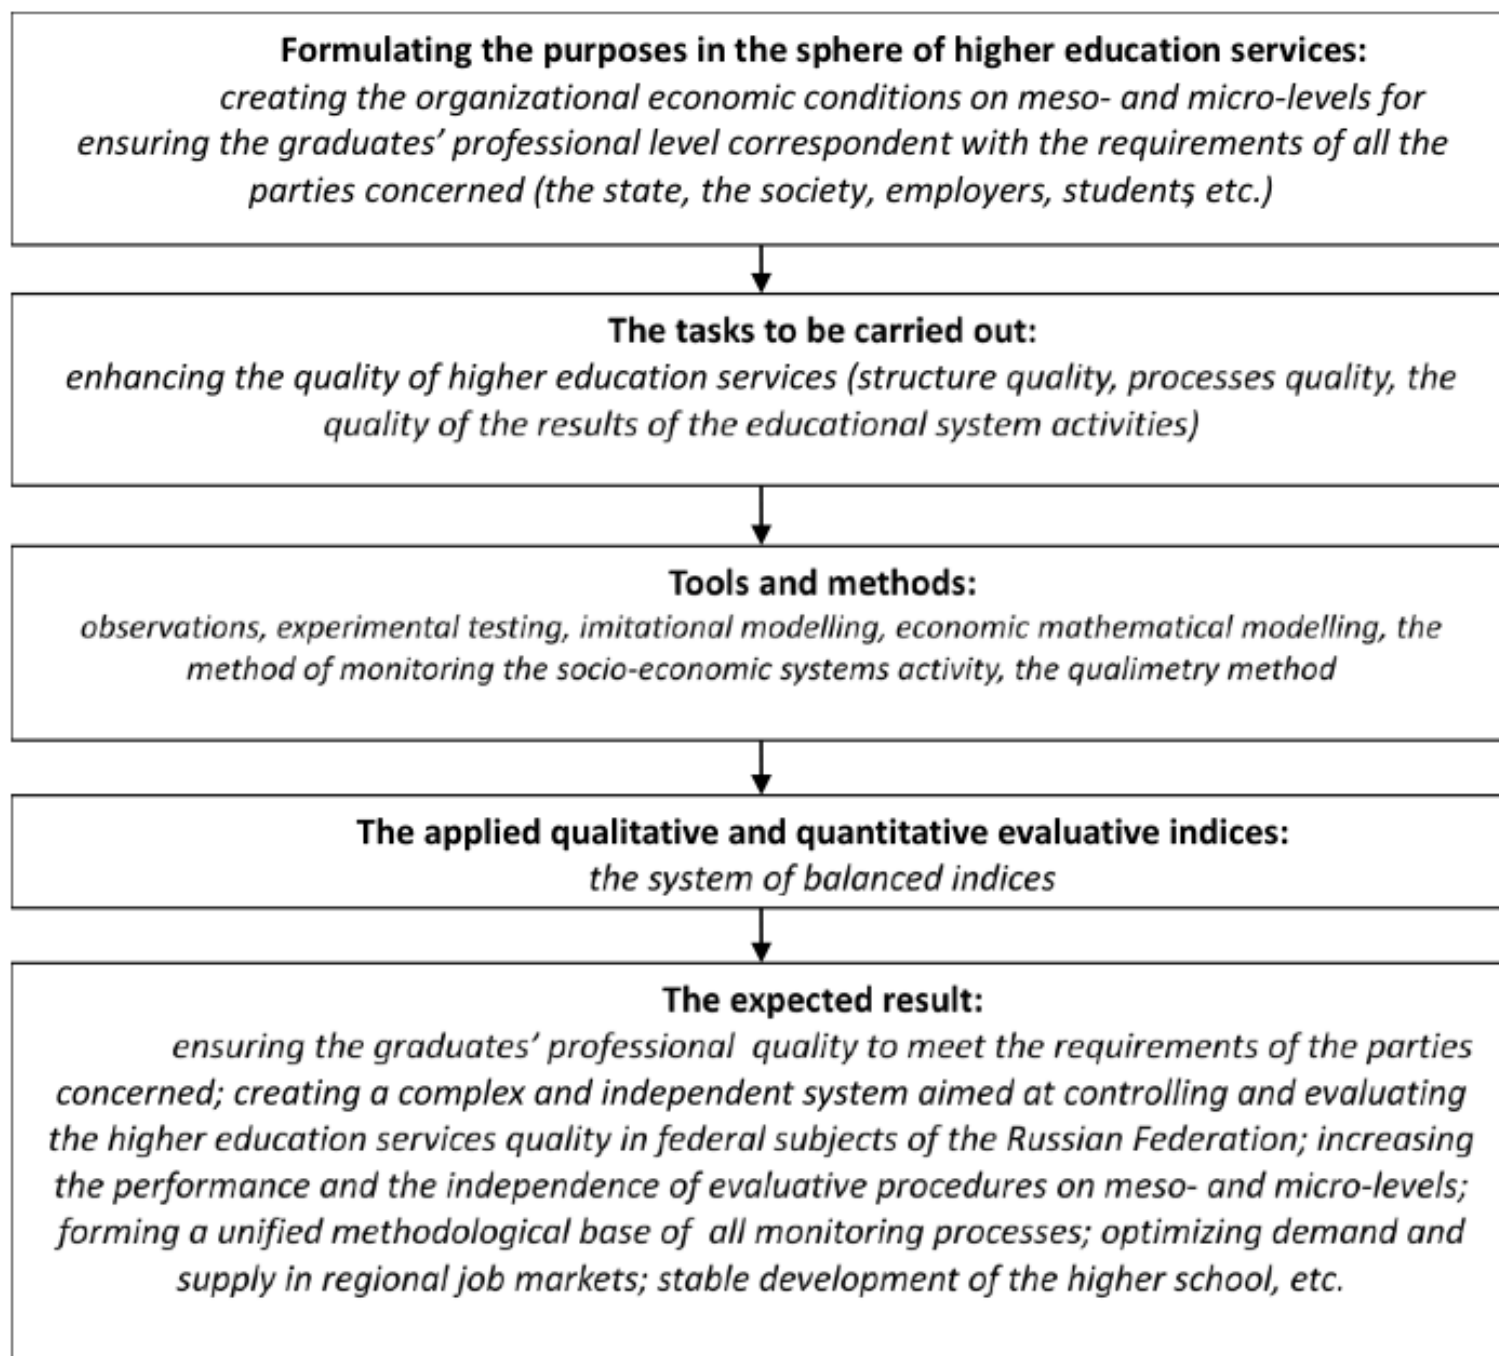 Formulating the purposes in the sphere of higher education services:
creating the organizational economic conditions on meso- and micro-levels for
ensuring the graduates’ professional level correspondent with the requirements of all the
parties concerned (the state, the society, employers, students, etc.)
The tasks to be carried out:
enhancing the quality of higher education services (structure quality, processes quality, the
quality of the results of the educational system activities)
Tools and methods:
observations, experimental testing, imitational modelling, economic mathematical modelling, the
method of monitoring the socio-economic systems activity, the qualimetry method
The applied qualitative and quantitative evaluative indices:
the system of balanced indices
The expected result:
ensuring the graduates’ professional quality to meet the requirements of the parties
concerned; creating a complex and independent system aimed at controlling and evaluating
the higher education services quality in federal subjects of the Russian Federation; increasing
the performance and the independence of evaluative procedures on meso- and micro-levels;
forming a unified methodological base of all monitoring processes; optimizing demand and
supply in regional job markets; stable development of the higher school, etc.